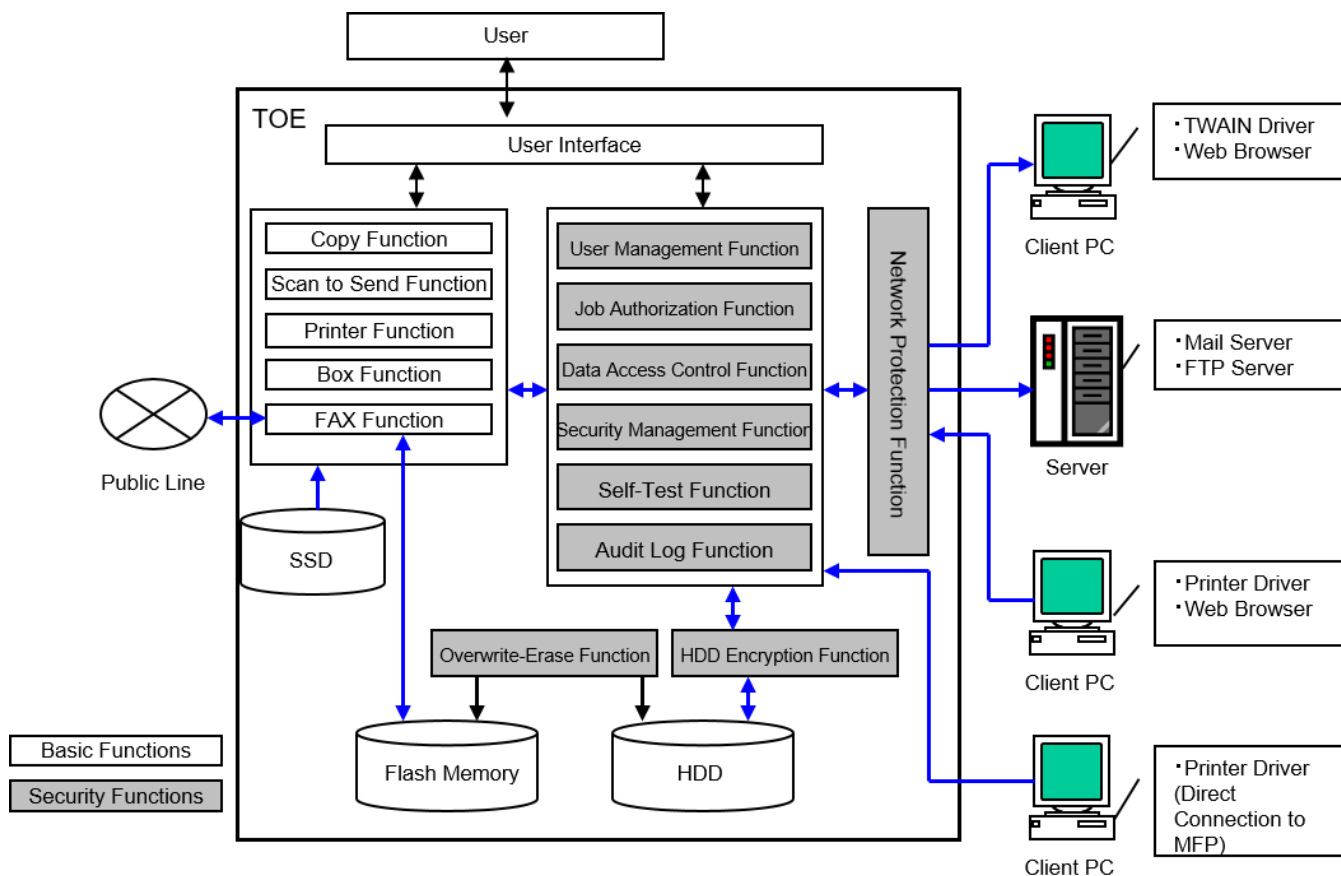 User
TOE
User Interface
Copy Function
Scan to Send Function
Printer Function
Box Function
FAX Function
User Management Function
Job Authorization Function
Data Access Control Function
Security Management Function
Self-Test Function
Audit Log Function
Network Protection Function
Public Line
SSD
Overwrite-Erase Function
HDD Encryption Function
Flash Memory
HDD
Basic Functions
Security Functions
・TWAIN Driver
・Web Browser
Client PC
・Mail Server
・FTP Server
Server
・Printer Driver
・Web Browser
Client PC
・Printer Driver
(Direct
Connection to
MFP)
Client PC